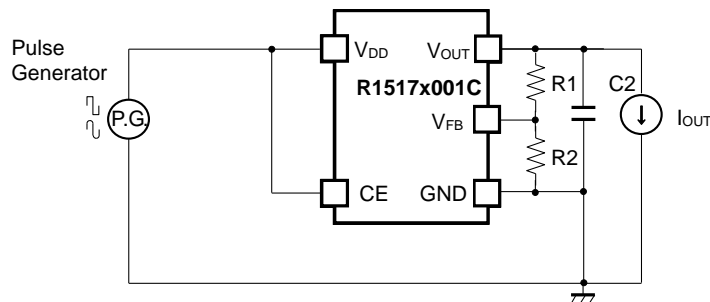 Pulse
Generator
P.G.
VDD
VOUT
R1517x001C
VFB
CE
GND
R1
R2
C2
IOUT